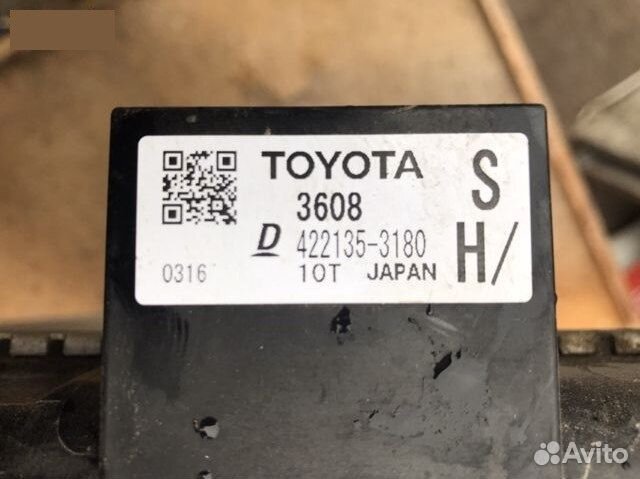 TOYOTA S
3608
D 422135-3180 H/
0316 10T JAPAN
Avito